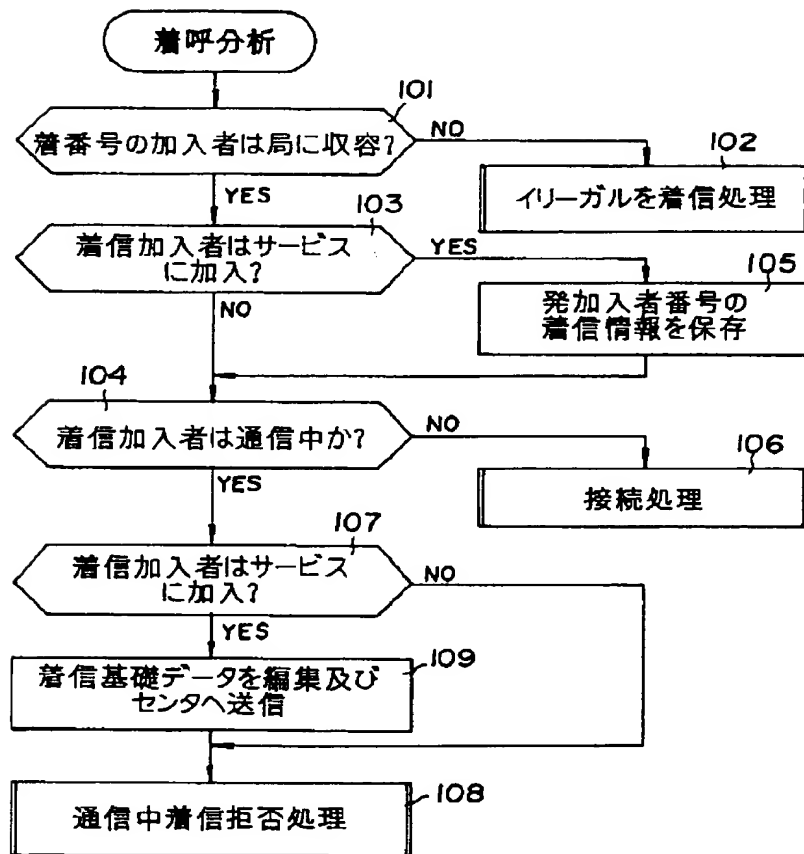 着呼分析
101
着番号の加入者は局に収容?
NO
102
イリーガルを着信処理
YES
103
着信加入者はサービス
に加入?
YES
105
発加入者番号の
着信情報を保存
NO
104
着信加入者は通信中か?
NO
106
接続処理
YES
107
着信加入者はサービス
に加入?
NO
YES
109
着信基礎データを編集及び
センタへ送信
108
通信中着信拒否処理